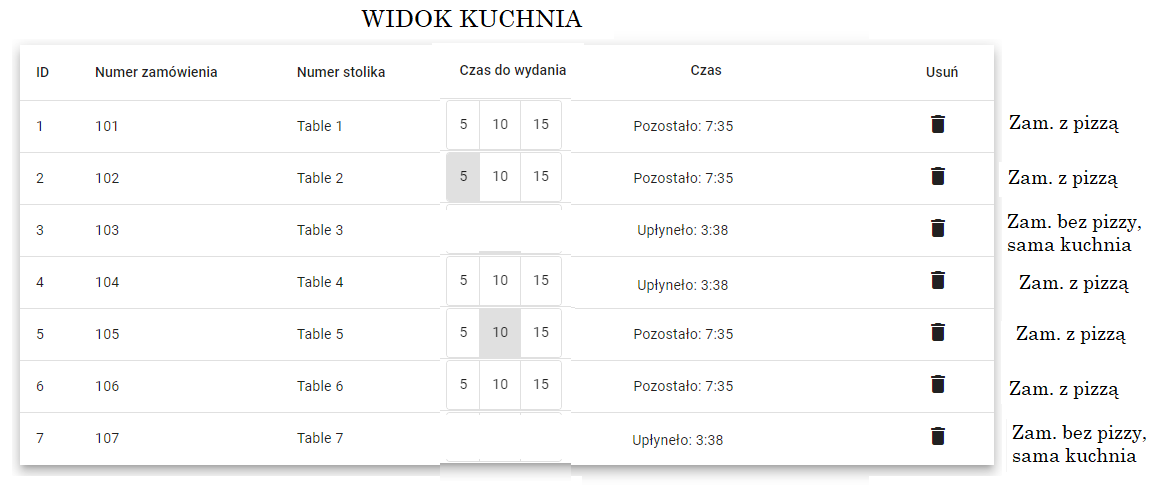 WIDOK KUCHNIA
ID Numer zamówienia Numer stolika Czas do wydania Czas Usuń
1 101 Table 1 5 10 15 Pozostało: 7:35 Zam. z pizzą
2 102 Table 2 5 10 15 Pozostało: 7:35 Zam. z pizzą
3 103 Table 3 Upłyneło: 3:38 Zam. bez pizzy,
sama kuchnia
4 104 Table 4 5 10 15 Upłyneło: 3:38 Zam. z pizzą
5 105 Table 5 5 10 15 Pozostało: 7:35 Zam. z pizzą
6 106 Table 6 5 10 15 Pozostało: 7:35 Zam. z pizzą
7 107 Table 7 Upłyneło: 3:38 Zam. bez pizzy,
sama kuchnia